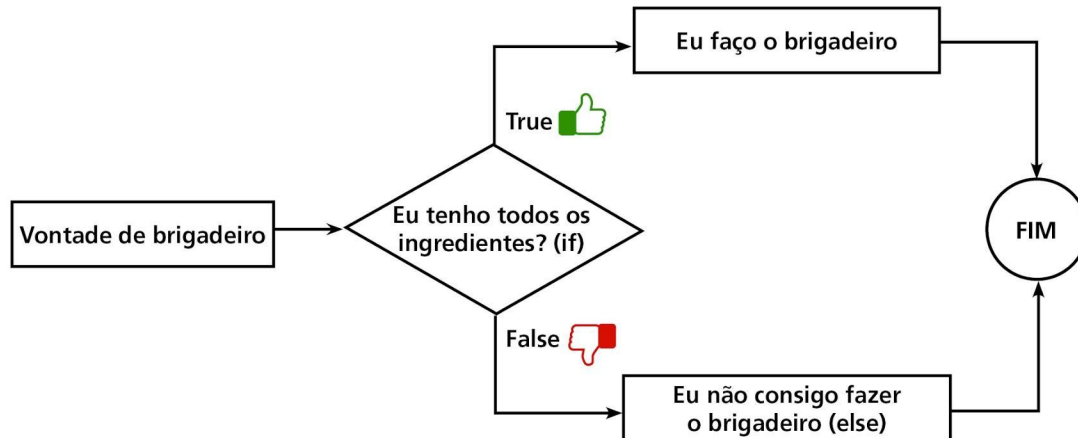 Vontade de brigadeiro
Eu tenho todos os
ingredientes? (if)
True
Eu faço o brigadeiro
False
Eu não consigo fazer
o brigadeiro (else)
FIM